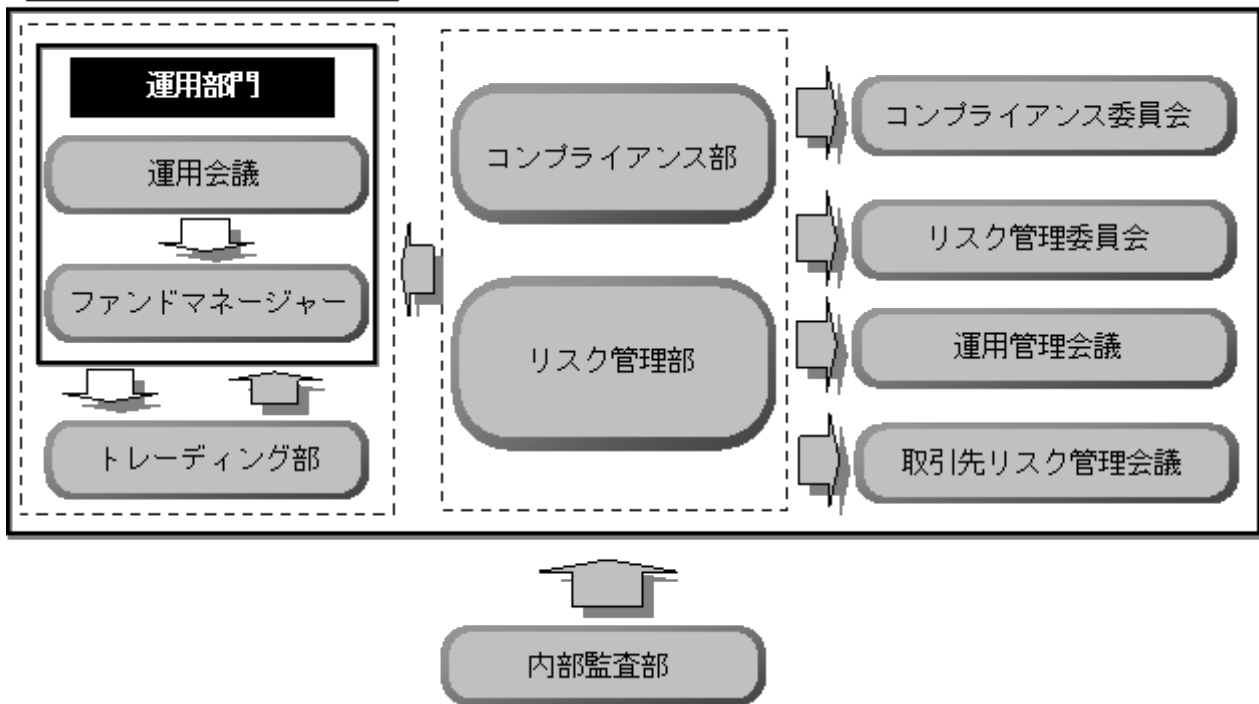 運用部門
運用会議
ファンドマネージャー
トレーディング部
コンプライアンス部
リスク管理部
コンプライアンス委員会
リスク管理委員会
運用管理会議
取引先リスク管理会議
内部監査部